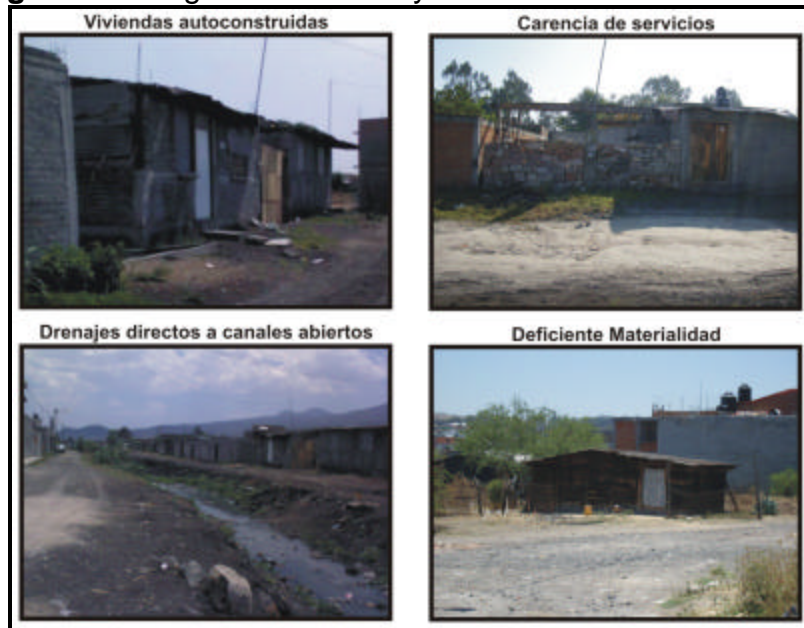 Viviendas autoconstruidas
Carencia de servicios
Drenajes directos a canales abiertos
Deficiente Materialidad